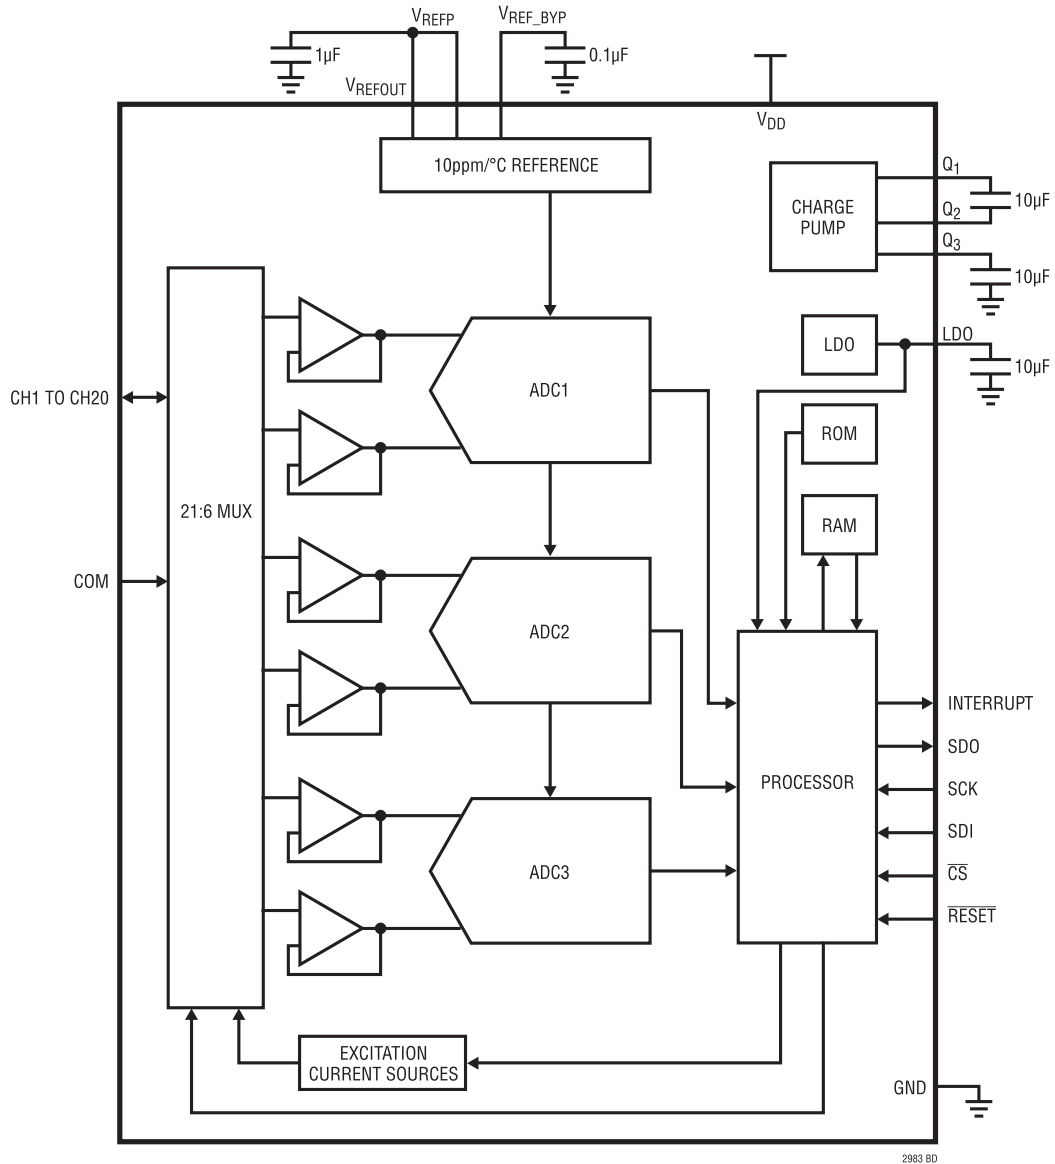 VREFP
VREF_BYP
1µF
0.1µF
VREFOUT
VDD
10ppm/°C REFERENCE
CHARGE
PUMP
Q1
Q2
10µF
Q3
10µF
LDO
LDO
10µF
ADC1
CH1 TO CH20
ROM
21:6 MUX
RAM
COM
ADC2
INTERRUPT
SDO
PROCESSOR
SCK
SDI
CS
ADC3
RESET
EXCITATION
CURRENT SOURCES
GND
2983 BD